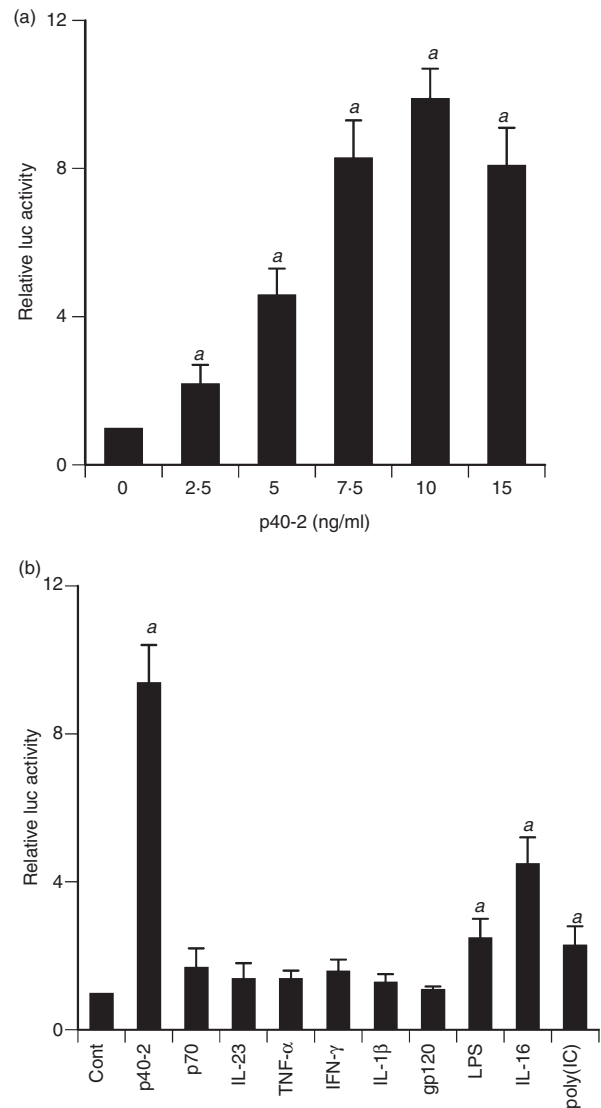 (a)
12
8
4
0
Relative luc activity
a
a
a
a
a
0 2·5 5 7·5 10 15
p40-2 (ng/ml)
(b)
12
8
4
0
Relative luc activity
a
a
a
a
Cont
p40-2
p70
IL-23
TNF-α
IFN-γ
IL-1β
gp120
LPS
IL-16
poly(IC)